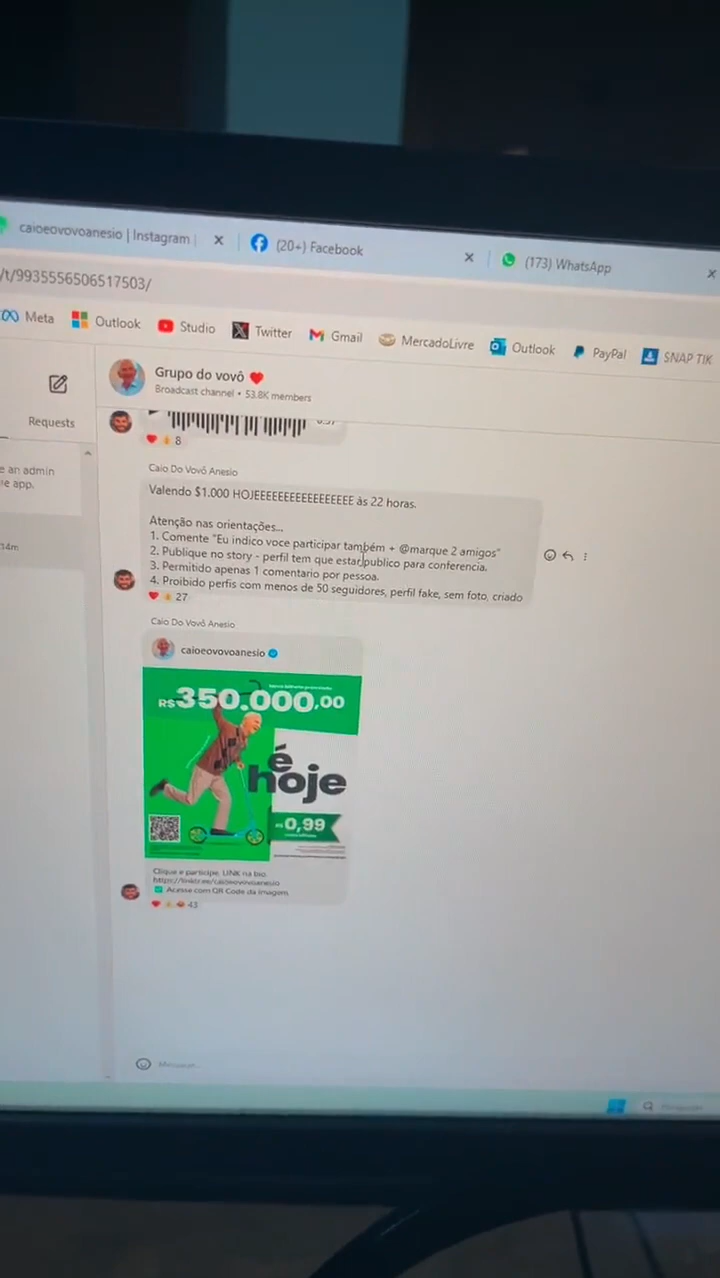 caioeovovoanesio | Instagram
(20+) Facebook
(173) WhatsApp
/t/9935556506517503/
Meta
Outlook
Studio
Twitter
Gmail
MercadoLivre
Outlook
PayPal
SNAP TIK
Grupo do vovô ❤️
Broadcast channel • 53.8K members
Requests
e an admin
e app.
14m
0:37
8
Caio Do Vovô Anesio
Valendo $1.000 HOJEEEEEEEEEEEEEEEEE às 22 horas.
Atenção nas orientações...
1. Comente "Eu indico voce participar também + @marque 2 amigos"
2. Publique no story - perfil tem que estar publico para conferencia.
3. Permitido apenas 1 comentario por pessoa.
4. Proibido perfis com menos de 50 seguidores, perfil fake, sem foto, criado
27
Caio Do Vovô Anesio
caioeovovoanesio
R$350.000,00
é
hoje
R$0,99
Clique e participe, LINK na bio:
https://linktr.ee/caioeovovoanesio
✅ Acesse com QR Code da Imagem
43
Message...